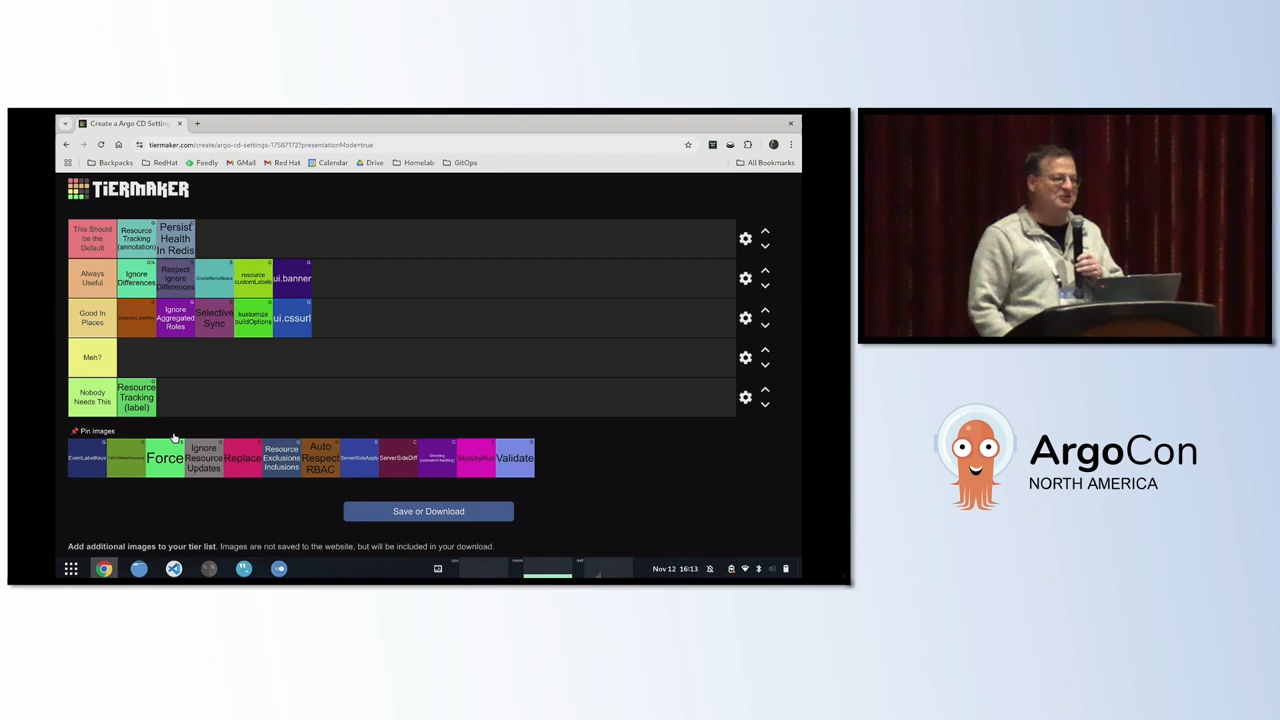 Create a Argo CD Setting
tiermaker.com/create/argo-cd-settings-17587172?presentationMode=true
Backpacks
RedHat
Feedly
GMail
Red Hat
Calendar
Drive
Homelab
GitOps
All Bookmarks
TiERMAKER
This Should
be the
Default
Resource
Tracking
(annotation)
Persist
Health
In Redis
Always
Useful
Ignore
Differences
Respect
Ignore
Differences
CreateNameSpace
resource
customLabels
ui.banner
Good In
Places
Ignore
Aggregated
Roles
Selective
Sync
kustomize
buildOptions
ui.cssurl
Meh?
Nobody
Needs This
Resource
Tracking
(label)
Pin Images
EventLabelKeys
Force
Ignore
Resource
Updates
Replace
Resource
Exclusions
Inclusions
Auto
Respect
RBAC
ServerSideApply
ServerSideDiff
SkipDryRun
Validate
Save or Download
Add additional images to your tier list. Images are not saved to the website, but will be included in your download.
Nov 12 16:13
ArgoCon
NORTH AMERICA